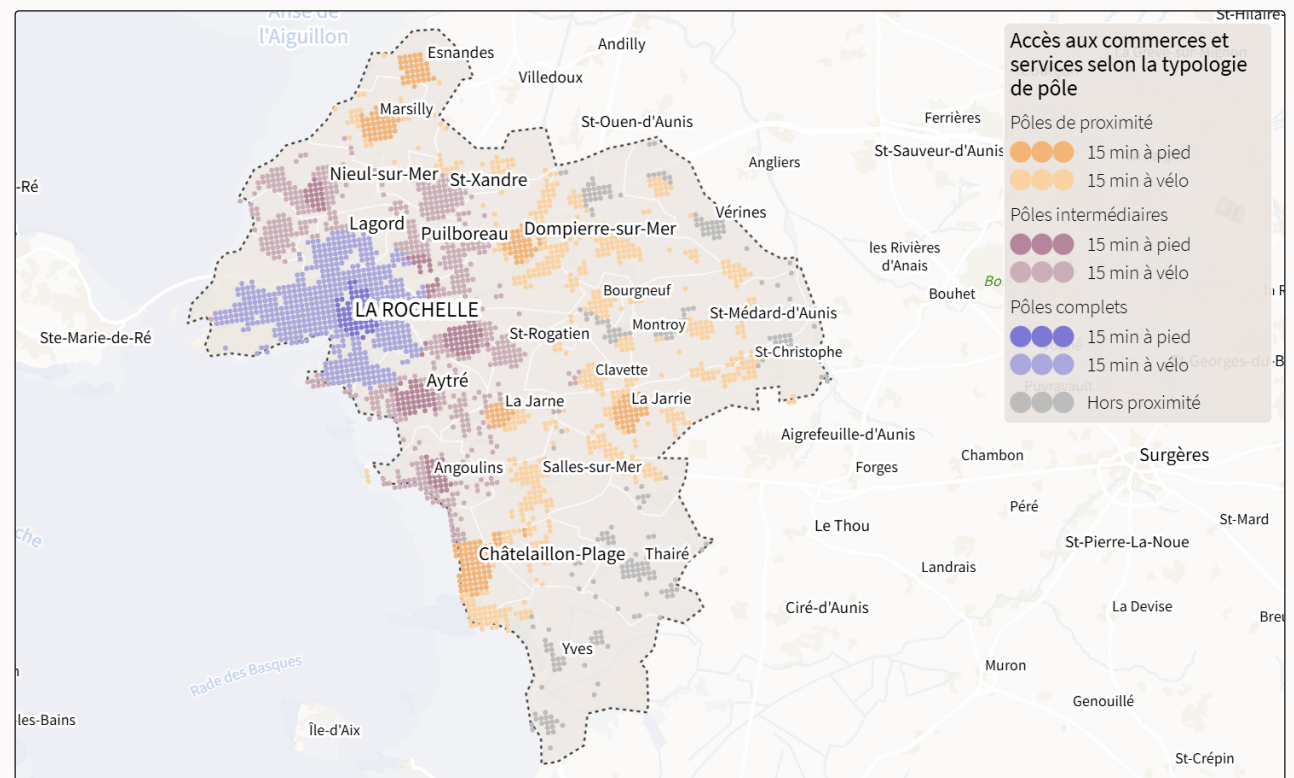 Anse de
l'Aiguillon
St-Hilaire-
Esnandes
Andilly
Villedoux
Marsilly
St-Ouen-d'Aunis
Ferrières
St-Sauveur-d'Aunis
Angliers
-Ré
Nieul-sur-Mer
St-Xandre
Lagord
Puilboreau
Dompierre-sur-Mer
Vérines
les Rivières
d'Anais
Bouhet
Bourgneuf
LA ROCHELLE
St-Rogatien
Montroy
St-Médard-d'Aunis
Ste-Marie-de-Ré
St-Christophe
Clavette
Aytré
La Jarne
La Jarrie
Aigrefeuille-d'Aunis
Chambon
Surgères
Angoulins
Salles-sur-Mer
Forges
Péré
St-Mard
Le Thou
St-Pierre-La-Noue
Châtelaillon-Plage
Thairé
Landrais
Ciré-d'Aunis
La Devise
Yves
Muron
Rade des Basques
Genouillé
-les-Bains
Île-d'Aix
St-Crépin
Accès aux commerces et
services selon la typologie
de pôle
Pôles de proximité
15 min à pied
15 min à vélo
Pôles intermédiaires
15 min à pied
15 min à vélo
Pôles complets
15 min à pied
15 min à vélo
Puyravault
Hors proximité